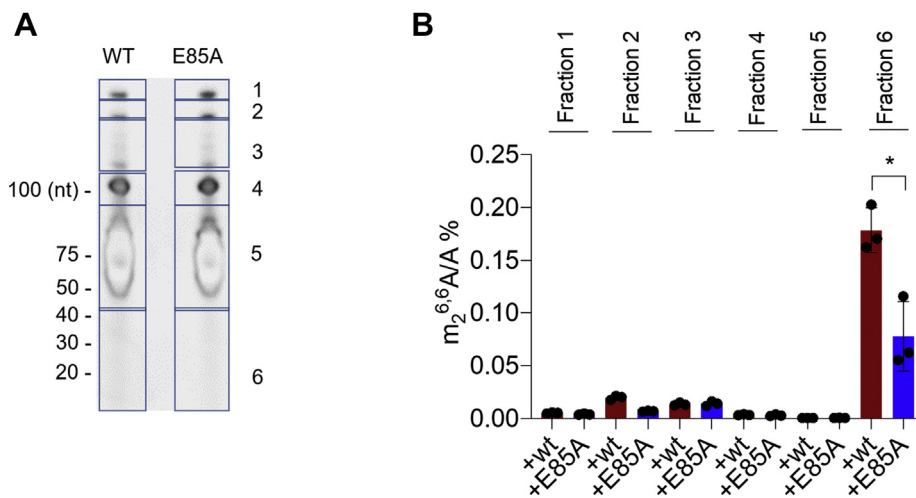 A
WT E85A
1
2
3
4
5
6
100 (nt) -
75 -
50 -
40 -
30 -
20 -
B
Fraction 1
Fraction 2
Fraction 3
Fraction 4
Fraction 5
Fraction 6
m₂⁶,⁶A/A %
0.25
0.20
0.15
0.10
0.05
0.00
*
+wt
+E85A
+wt
+E85A
+wt
+E85A
+wt
+E85A
+wt
+E85A
+wt
+E85A